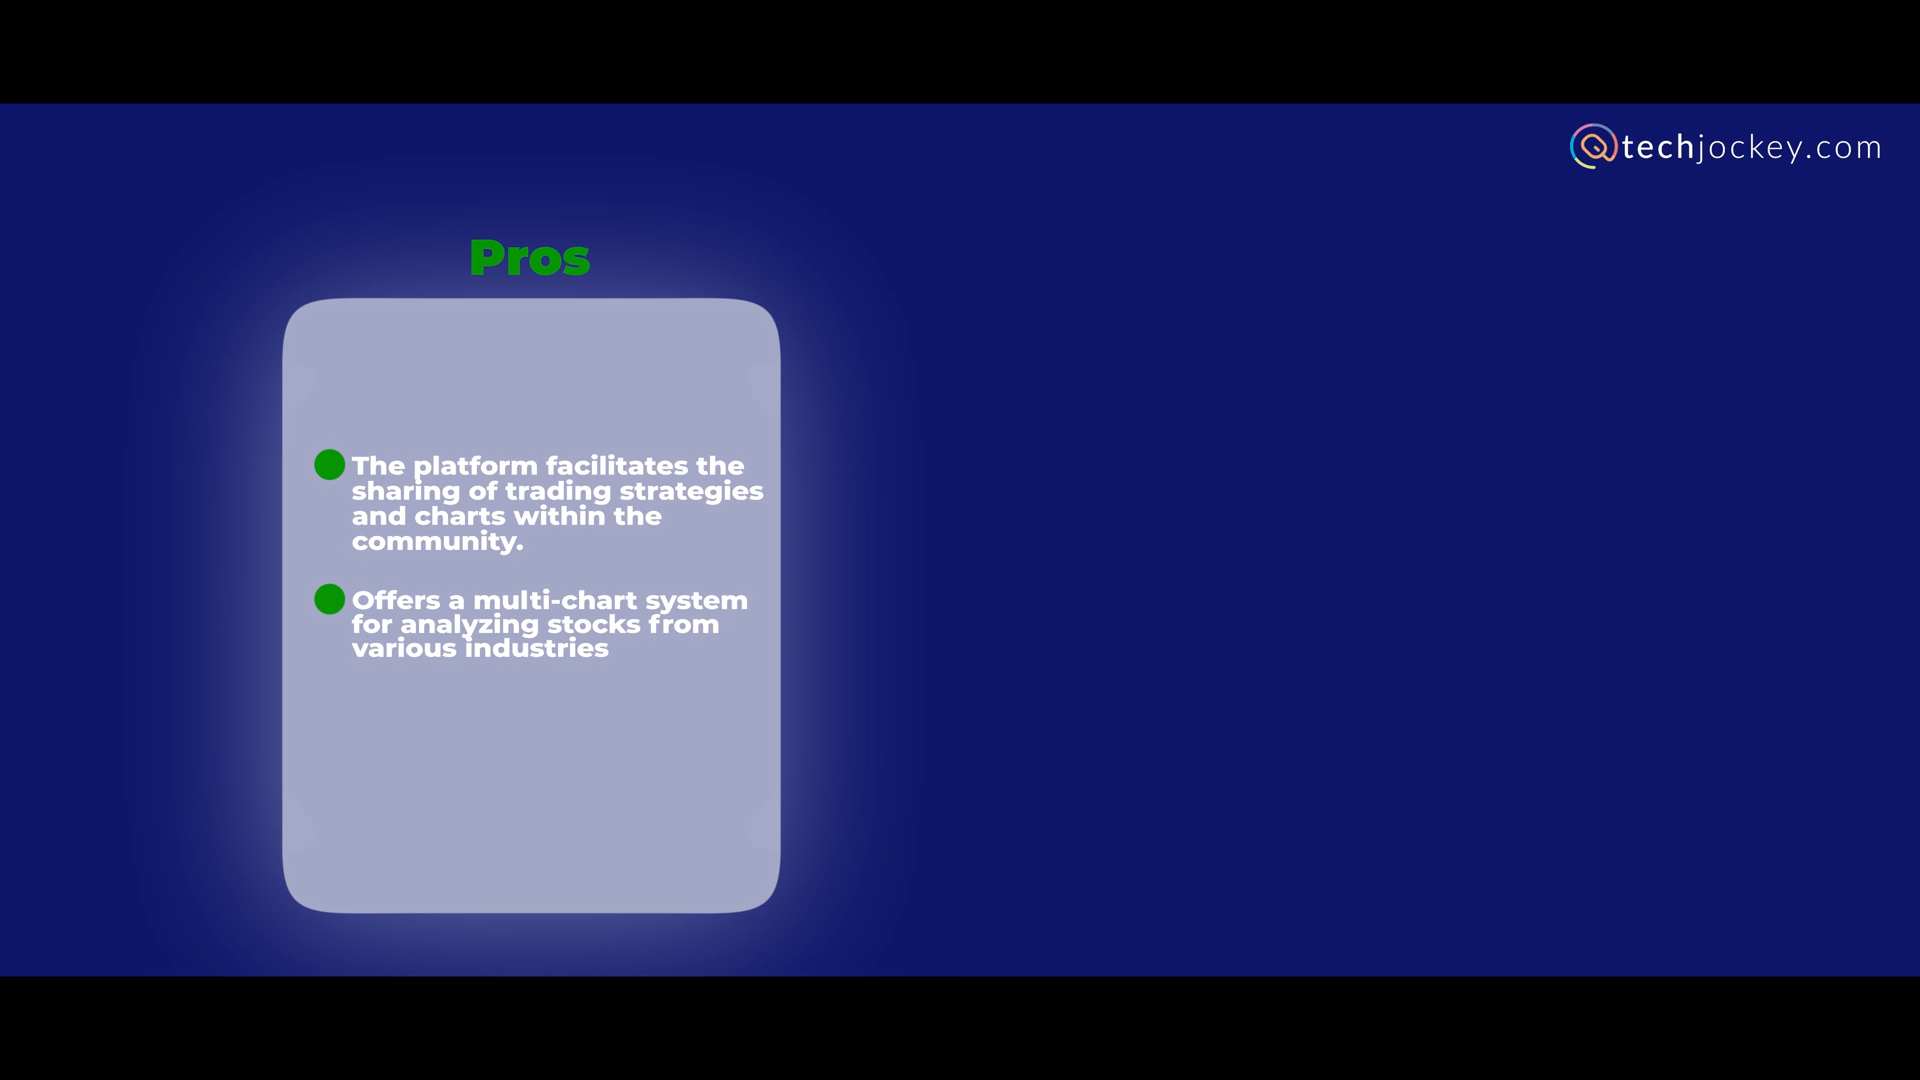 techjockey.com
Pros
The platform facilitates the
sharing of trading strategies
and charts within the
community.
Offers a multi-chart system
for analyzing stocks from
various industries